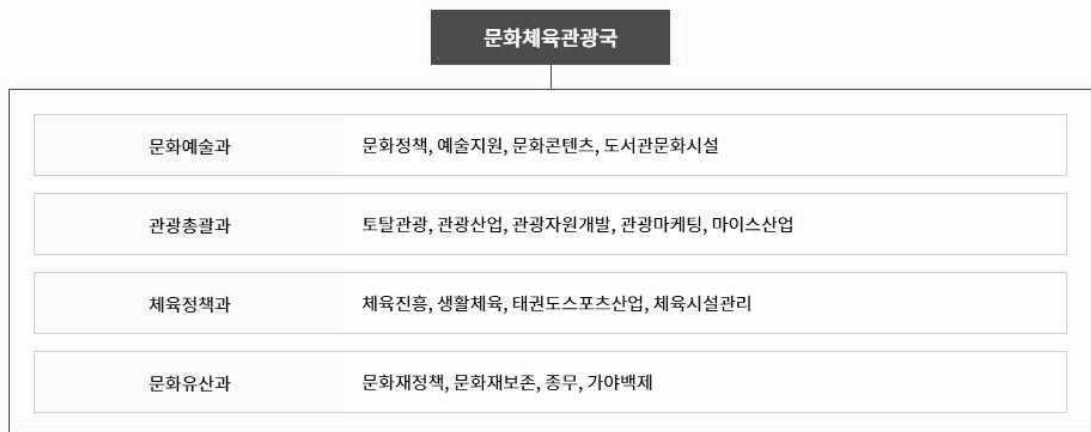 문화체육관광국
문화예술과 문화정책, 예술지원, 문화콘텐츠, 도서관문화시설
관광총괄과 토탈관광, 관광산업, 관광자원개발, 관광마케팅, 마이스산업
체육정책과 체육진흥, 생활체육, 태권도스포츠산업, 체육시설관리
문화유산과 문화재정책, 문화재보존, 종무, 가야백제